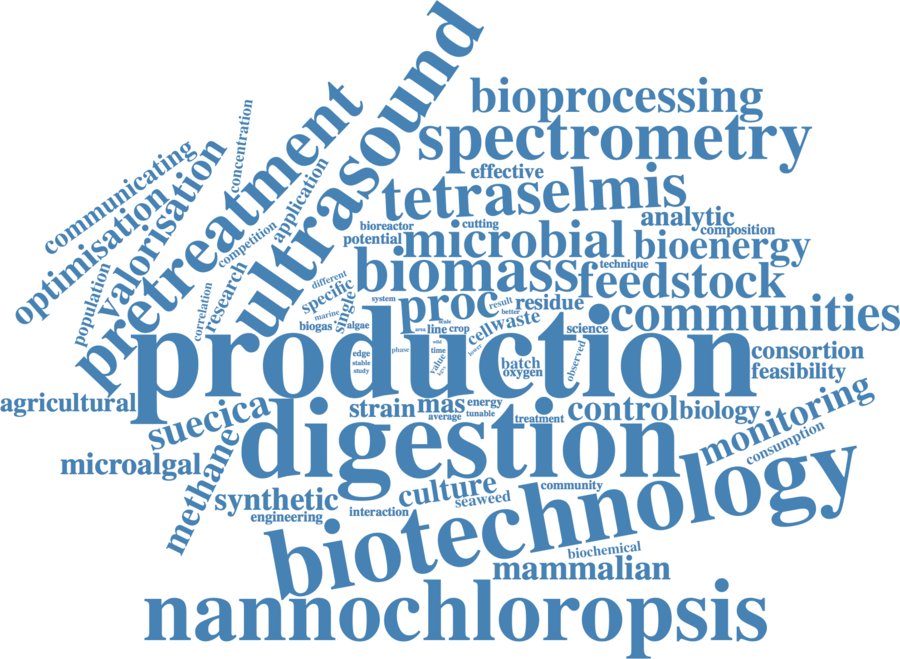 ultrasound
bioprocessing
pretreatment
spectrometry
concentration
communicating
valorisation
optimisation
application
effective
tetraselmis
analytic
composition
bioreactor
cutting
potential
microbial
bioenergy
competition
population
research
correlation
different
specific
single
marine
biogas
algae
biomass
technique
feedstock
system
proc
result
better
residue
communities
area
scale
line
crop
cellwaste
science
production
edge
stable
study
phase
wild
time
value
lower
batch
oxygen
observed
consortion
feasibility
agricultural
suecica
strain
mas
energy
average
tunable
treatment
control
biology
monitoring
consumption
digestion
microalgal
methane
synthetic
engineering
interaction
culture
seaweed
community
biotechnology
biochemical
mammalian
nannochloropsis